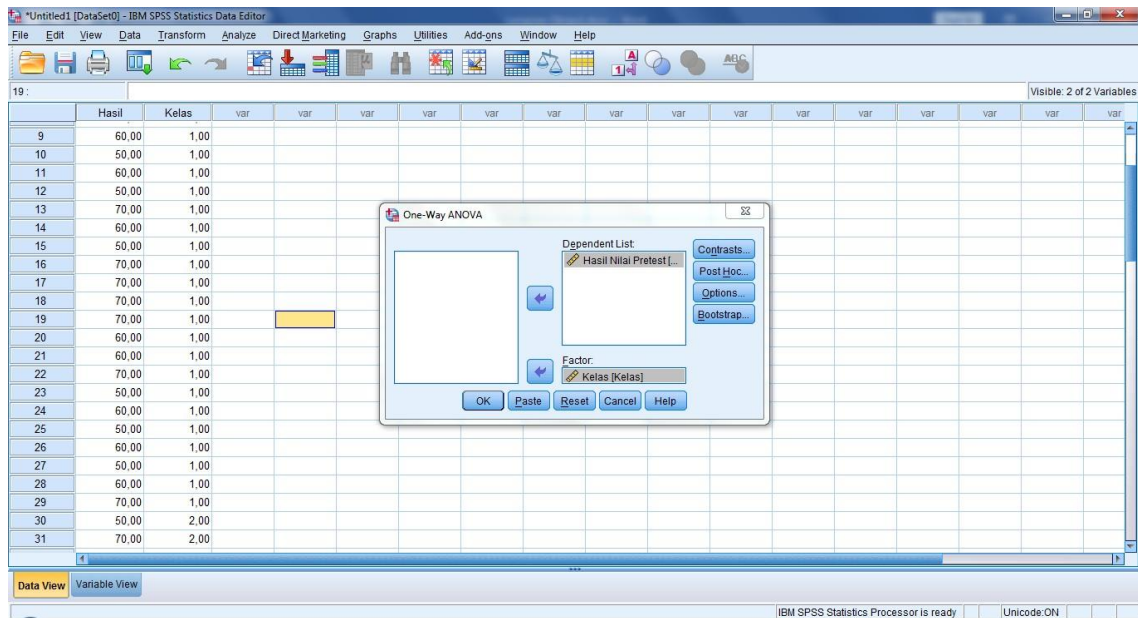 *Untitled1 [DataSet0] - IBM SPSS Statistics Data Editor
File Edit View Data Transform Analyze Direct Marketing Graphs Utilities Add-ons Window Help
19 :
Visible: 2 of 2 Variables
Hasil Kelas var var var var var var var var var var var var var var var
9 60,00 1,00
10 50,00 1,00
11 60,00 1,00
12 50,00 1,00
13 70,00 1,00
14 60,00 1,00
15 50,00 1,00
16 70,00 1,00
17 70,00 1,00
18 70,00 1,00
19 70,00 1,00
20 60,00 1,00
21 60,00 1,00
22 70,00 1,00
23 50,00 1,00
24 60,00 1,00
25 50,00 1,00
26 60,00 1,00
27 50,00 1,00
28 60,00 1,00
29 70,00 1,00
30 50,00 2,00
31 70,00 2,00
One-Way ANOVA
Dependent List:
Hasil Nilai Pretest [...
Contrasts...
Post Hoc...
Options...
Bootstrap...
Factor:
Kelas [Kelas]
OK Paste Reset Cancel Help
Data View Variable View
IBM SPSS Statistics Processor is ready Unicode:ON